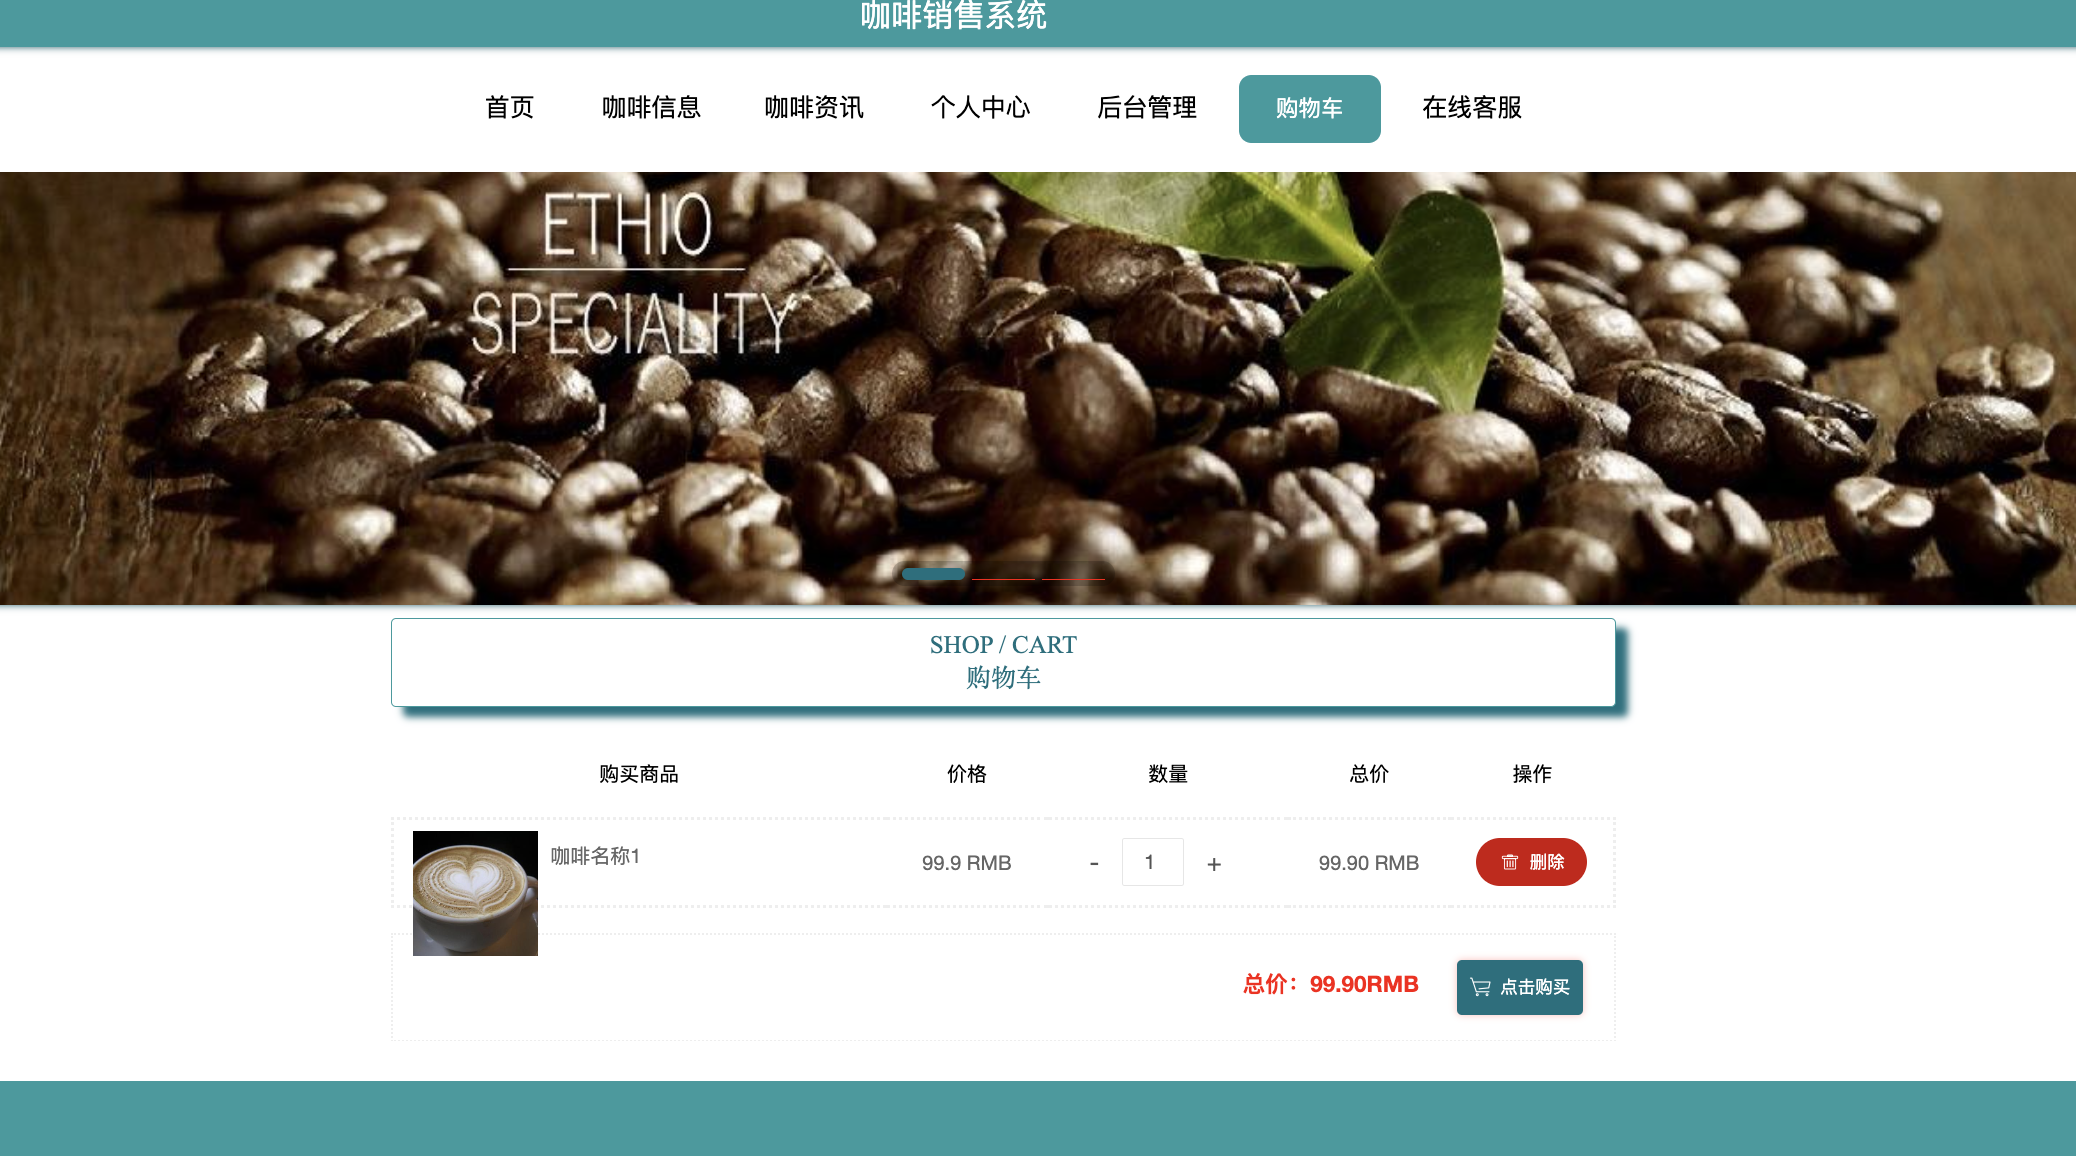 咖啡销售系统
首页 咖啡信息 咖啡资讯 个人中心 后台管理 购物车 在线客服
ETHIO
SPECIALITY
SHOP / CART
购物车
购买商品 价格 数量 总价 操作
咖啡名称1 99.9 RMB - 1 + 99.90 RMB 删除
总价：99.90RMB 点击购买